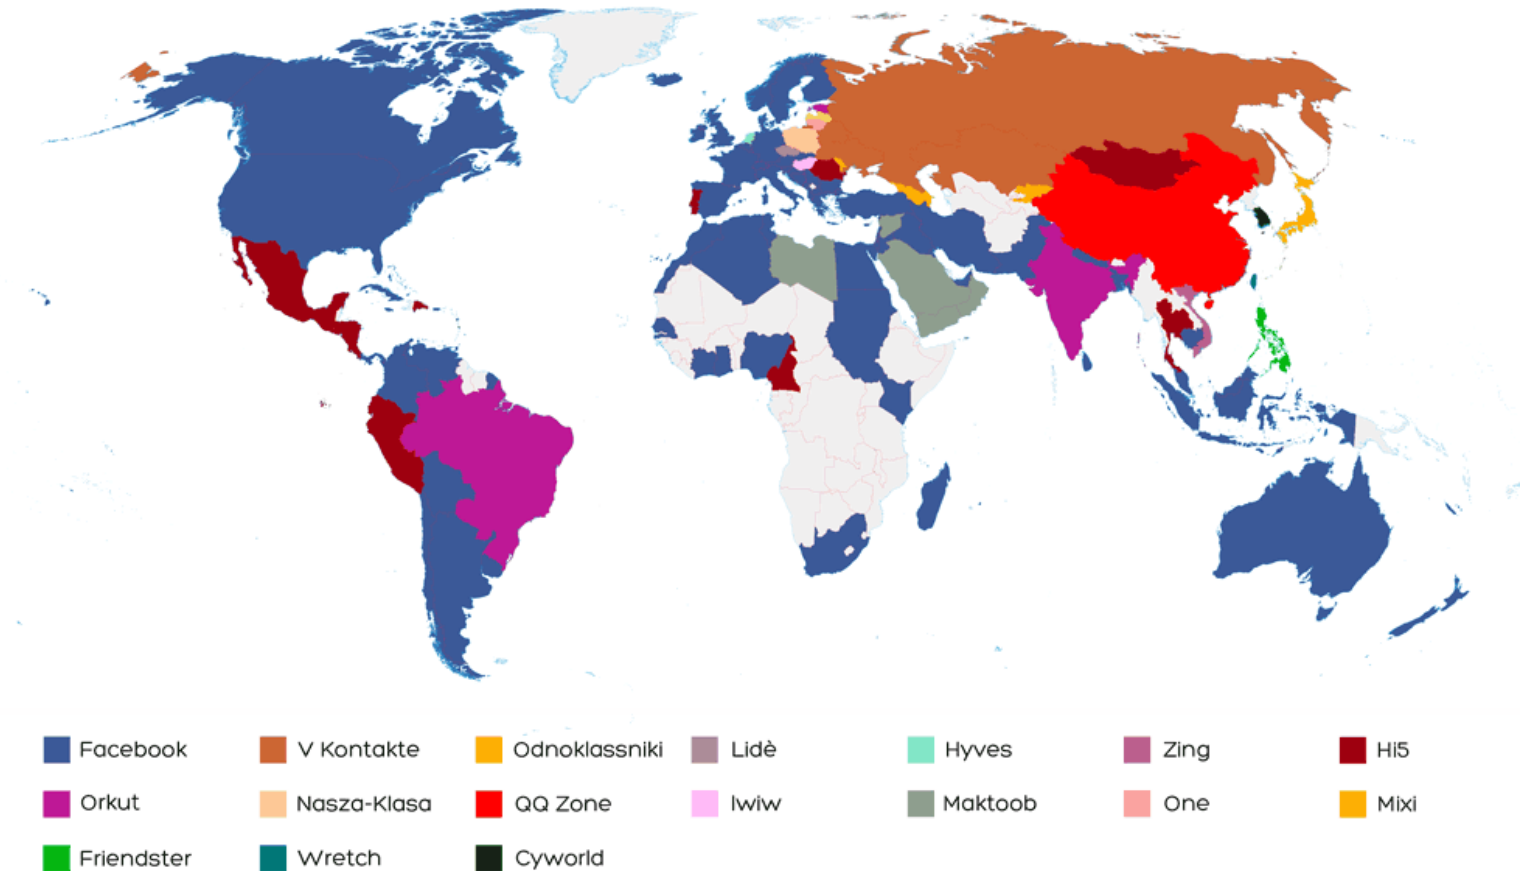 Facebook V Kontakte Odnoklassniki Lidè Hyves Zing Hi5
Orkut Nasza-Klasa QQ Zone Iwiw Maktoob One Mixi
Friendster Wretch Cyworld